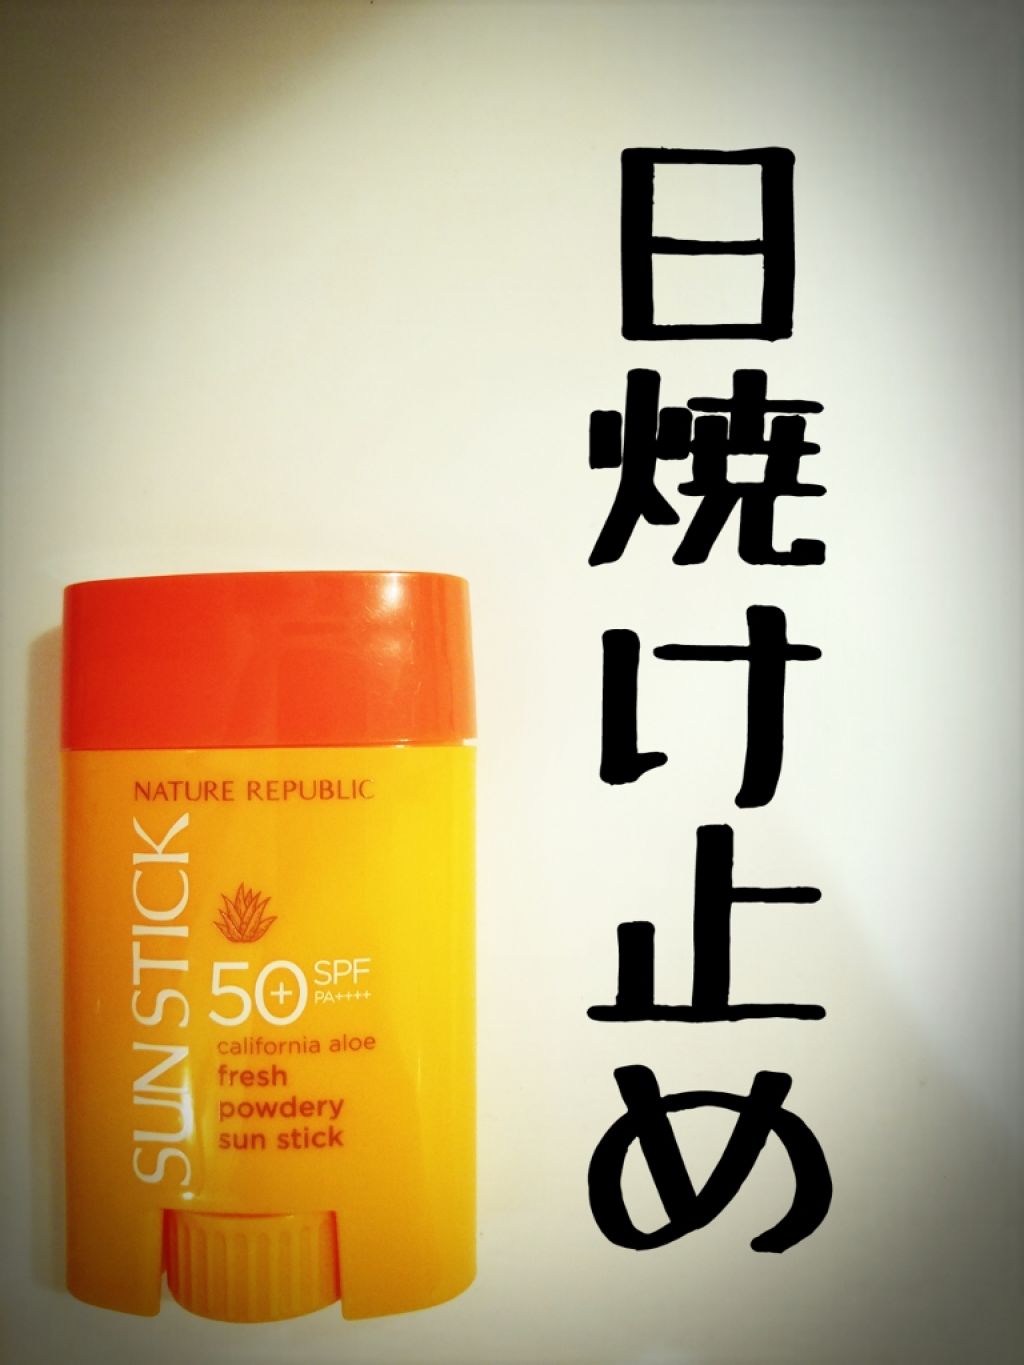 日焼け止め
NATURE REPUBLIC
SUN STICK
50+ SPF
PA++++
california aloe
fresh
powdery
sun stick